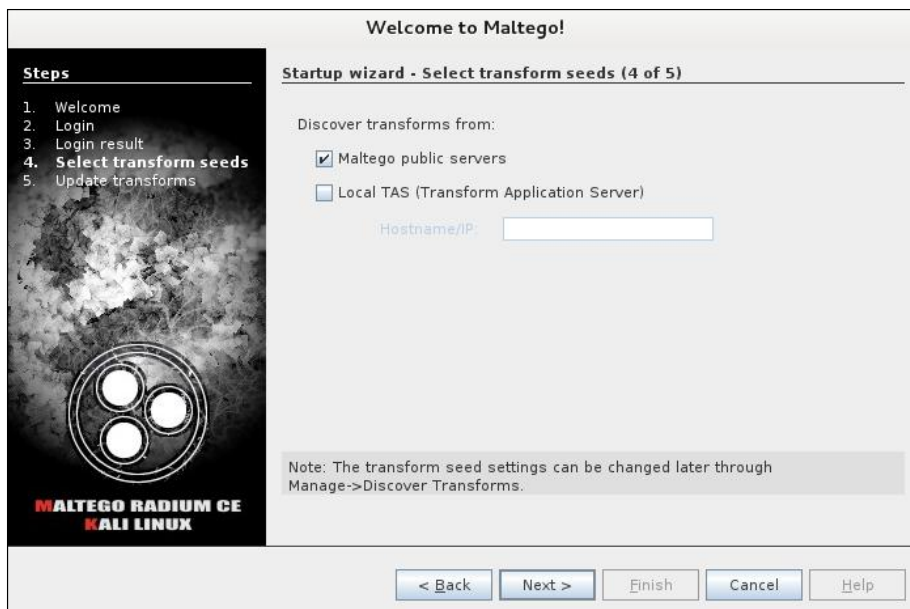 Welcome to Maltego!
Steps
1. Welcome
2. Login
3. Login result
4. Select transform seeds
5. Update transforms
MALTEGO RADIUM CE
KALI LINUX
Startup wizard - Select transform seeds (4 of 5)
Discover transforms from:
Maltego public servers
Local TAS (Transform Application Server)
Hostname/IP:
Note: The transform seed settings can be changed later through
Manage->Discover Transforms.
< Back Next > Finish Cancel Help